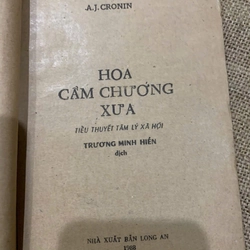 A.J. CRONIN
HOA
CẨM CHƯỚNG
XƯA
TIỂU THUYẾT TÂM LÝ XÃ HỘI
TRƯƠNG MINH HIỀN
dịch
NHÀ XUẤT BẢN LONG AN
1988